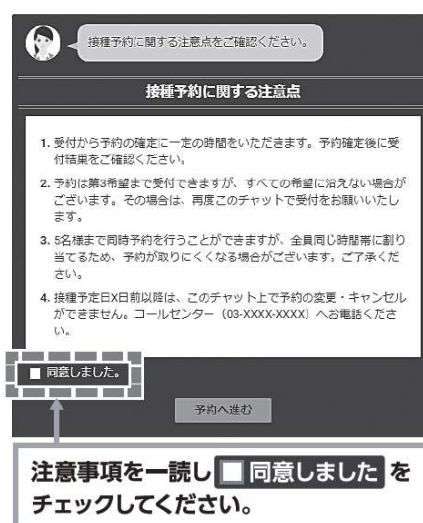 接種予約に関する注意点をご確認ください。
接種予約に関する注意点
1. 受付から予約の確定に一定の時間をいただきます。予約確定後に受
付結果をご確認ください。
2. 予約は第3希望まで受付できますが、すべての希望に沿えない場合が
ございます。その場合は、再度このチャットで受付をお願いいたし
ます。
3. 5名様まで同時予約を行うことができますが、全員同じ時間帯に割り
当てるため、予約が取りにくくなる場合がございます。ご了承くだ
さい。
4. 接種予定日X日前以降は、このチャット上で予約の変更・キャンセル
ができません。コールセンター（03-XXXX-XXXX）へお電話くださ
い。
同意しました。
予約へ進む
注意事項を一読し 同意しました を
チェックしてください。